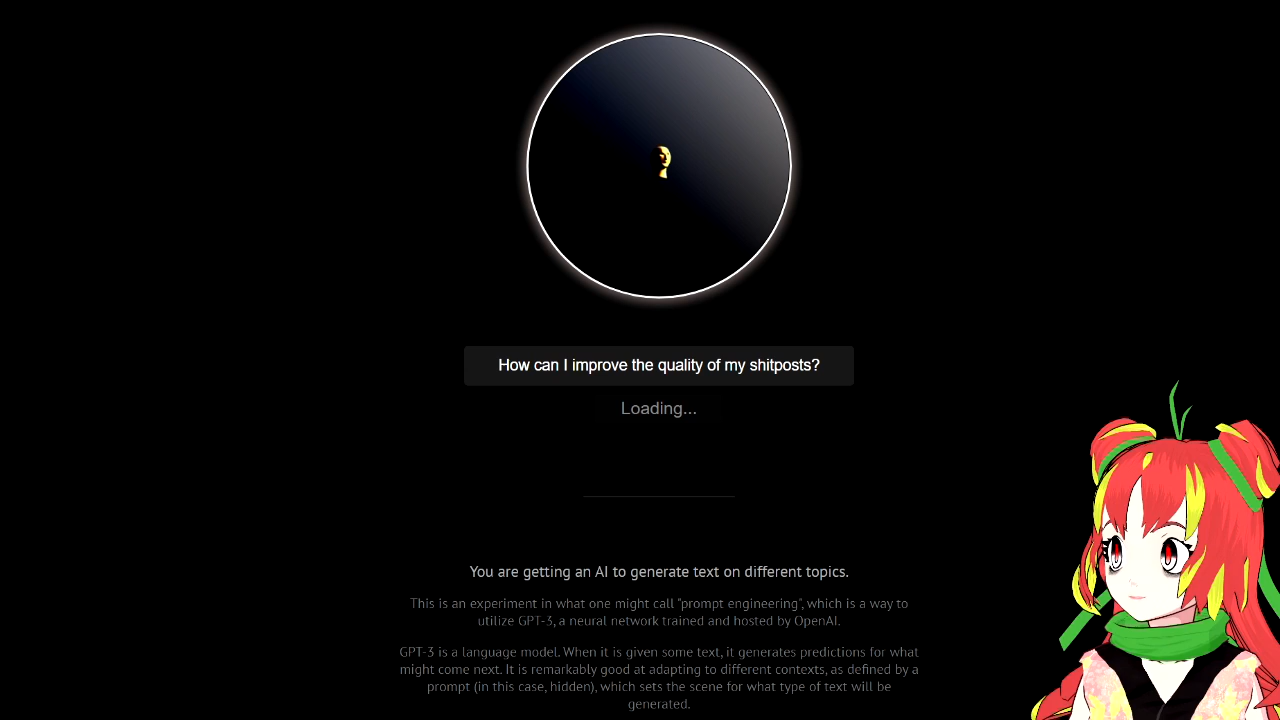 How can I improve the quality of my shitposts?
Loading...
You are getting an AI to generate text on different topics.
This is an experiment in what one might call "prompt engineering", which is a way to
utilize GPT-3, a neural network trained and hosted by OpenAI.
GPT-3 is a language model. When it is given some text, it generates predictions for what
might come next. It is remarkably good at adapting to different contexts, as defined by a
prompt (in this case, hidden), which sets the scene for what type of text will be
generated.